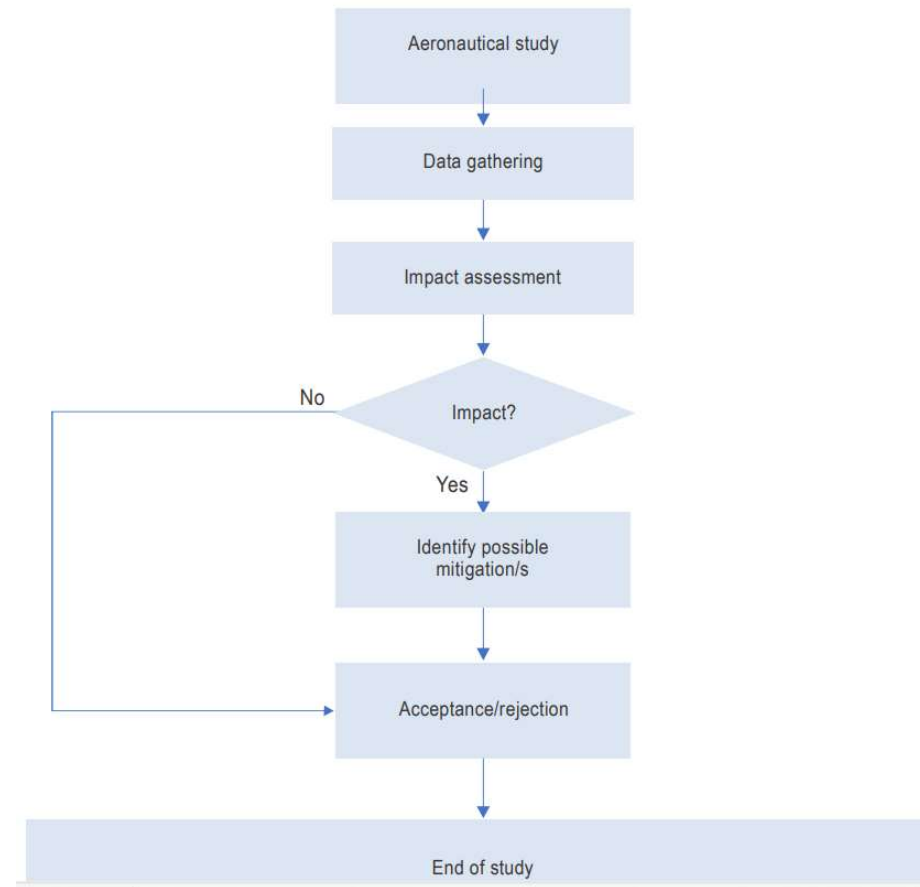 Aeronautical study
Data gathering
Impact assessment
No
Impact?
Yes
Identify possible
mitigation/s
Acceptance/rejection
End of study